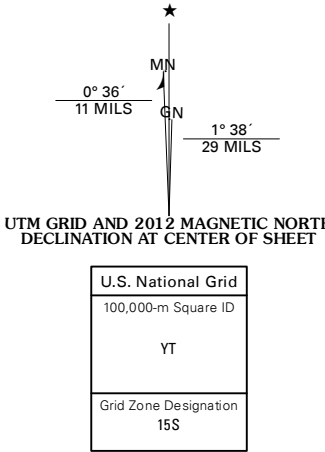 ★
MN
0° 36´
11 MILS
GN
1° 38´
29 MILS
UTM GRID AND 2012 MAGNETIC NORTH
DECLINATION AT CENTER OF SHEET
U.S. National Grid
100,000-m Square ID
YT
Grid Zone Designation
15S